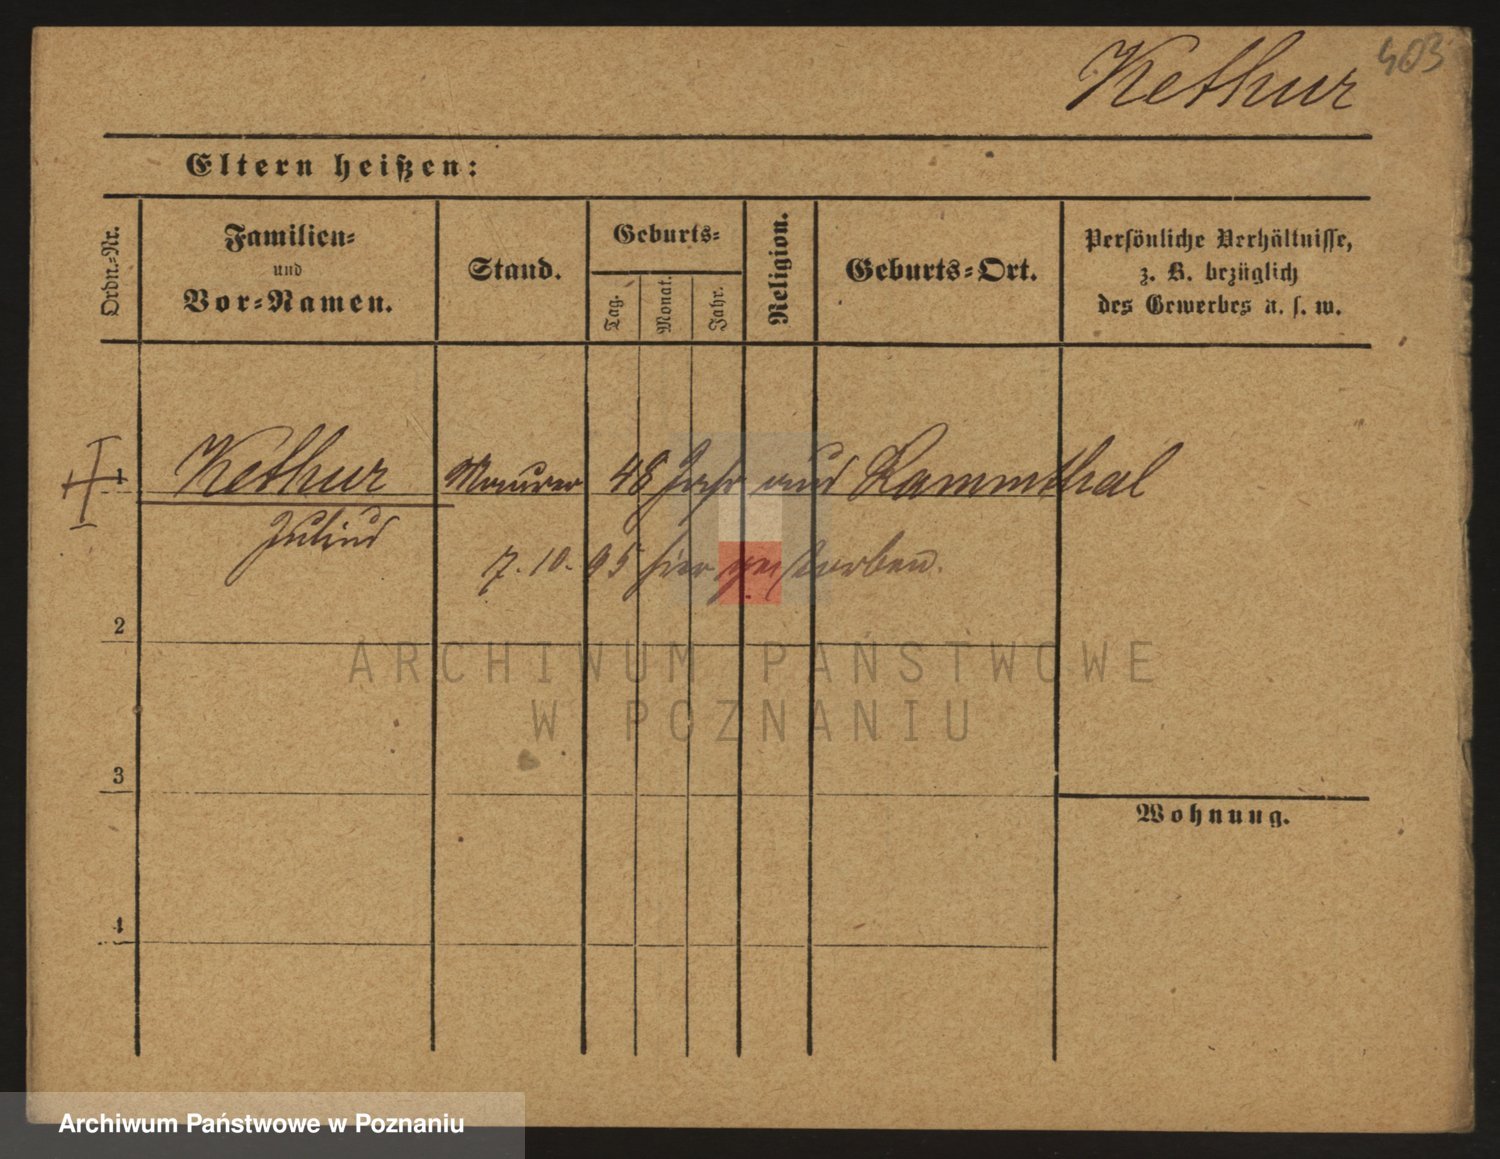 Kethur 403
Eltern heißen:
Ordn.-Nr.
Familien-
und
Vor-Namen.
Stand.
Geburts-
Tag.
Monat.
Jahr.
Religion.
Geburts-Ort.
Persönliche Verhältnisse,
z. B. bezüglich
des Gewerbes u. s. w.
1 Kethur Maurer 48 Jahr aus Kammthal
Julius
7. 10. 95 hier gestorben.
2
ARCHIWUM PAŃSTWOWE
W POZNANIU
3
Wohnung.
4
Archiwum Państwowe w Poznaniu